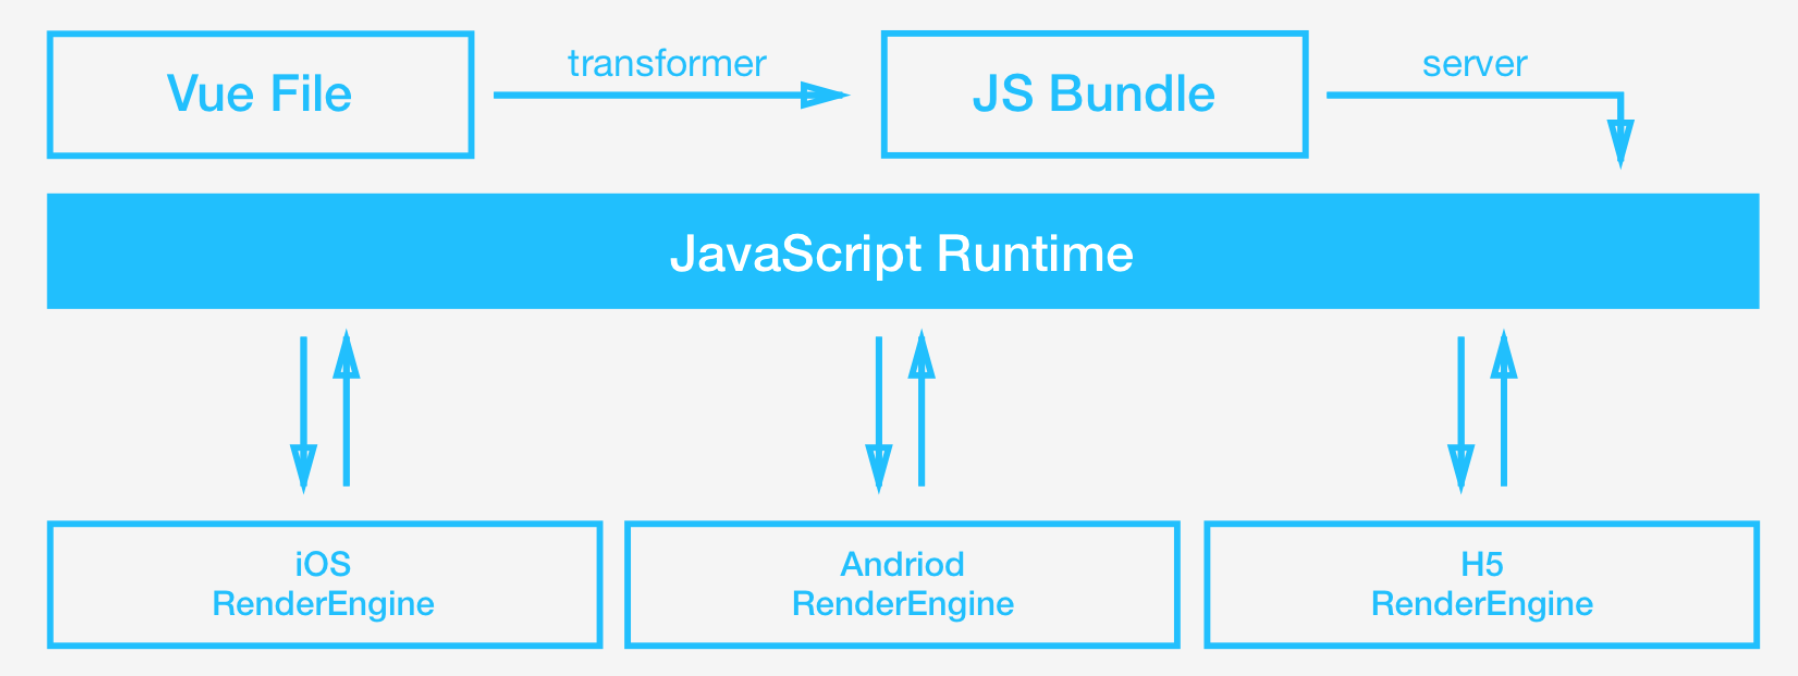 Vue File
transformer
JS Bundle
server
JavaScript Runtime
iOS
RenderEngine
Andriod
RenderEngine
H5
RenderEngine